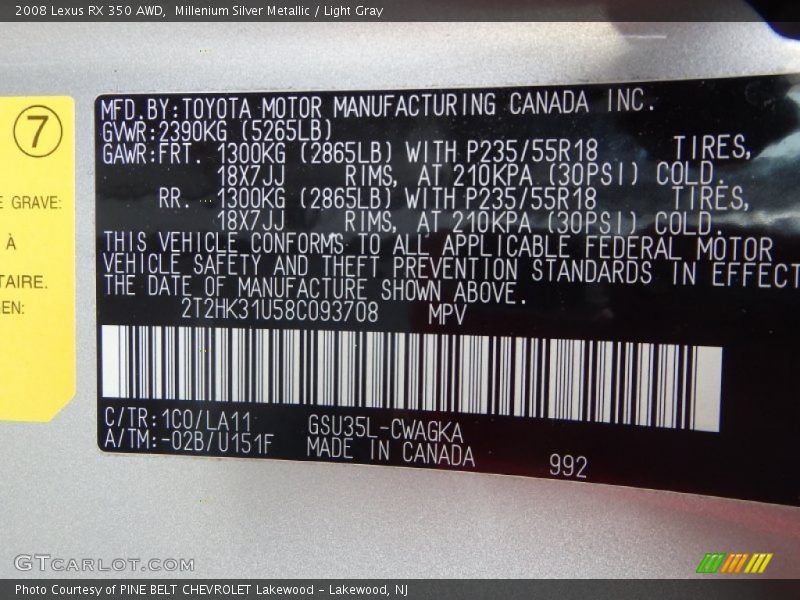 2008 Lexus RX 350 AWD, Millenium Silver Metallic / Light Gray
7
E GRAVE:
À
TAIRE.
EN:
MFD.BY:TOYOTA MOTOR MANUFACTURING CANADA INC.
GVWR:2390KG (5265LB)
GAWR:FRT. 1300KG (2865LB) WITH P235/55R18 TIRES,
18X7JJ RIMS, AT 210KPA (30PSI) COLD.
RR. 1300KG (2865LB) WITH P235/55R18 TIRES,
18X7JJ RIMS, AT 210KPA (30PSI) COLD.
THIS VEHICLE CONFORMS TO ALL APPLICABLE FEDERAL MOTOR
VEHICLE SAFETY AND THEFT PREVENTION STANDARDS IN EFFECT
THE DATE OF MANUFACTURE SHOWN ABOVE.
2T2HK31U58C093708 MPV
C/TR:1C0/LA11 GSU35L-CWAGKA
A/TM:-02B/U151F MADE IN CANADA 992
GTCARLOT.COM
Photo Courtesy of PINE BELT CHEVROLET Lakewood - Lakewood, NJ